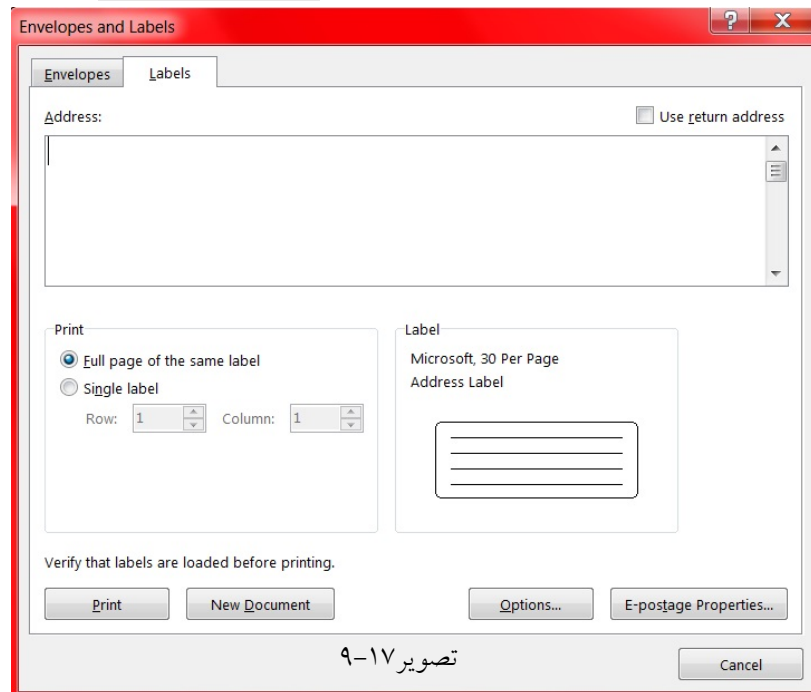 Envelopes and Labels
Envelopes Labels
Address: Use return address
Print
Full page of the same label
Single label
Row: 1 Column: 1
Label
Microsoft, 30 Per Page
Address Label
Verify that labels are loaded before printing.
Print New Document Options... E-postage Properties...
تصویر ۱۷-۹
Cancel